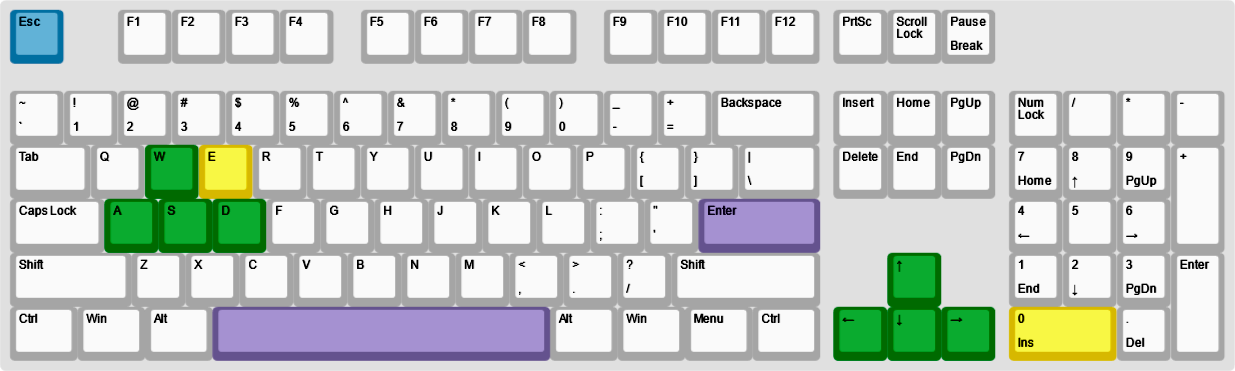 Esc F1 F2 F3 F4 F5 F6 F7 F8 F9 F10 F11 F12 PrtSc Scroll Pause
Lock
Break
~ ! @ # $ % ^ & * ( ) _ + Backspace Insert Home PgUp Num / * -
Lock
` 1 2 3 4 5 6 7 8 9 0 - =
Tab Q W E R T Y U I O P { } | Delete End PgDn 7 8 9 +
[ ] \ Home ↑ PgUp
Caps Lock A S D F G H J K L : " Enter 4 5 6
; ' ← →
Shift Z X C V B N M < > ? Shift ↑ 1 2 3 Enter
, . / End ↓ PgDn
Ctrl Win Alt Alt Win Menu Ctrl ← ↓ → 0 .
Ins Del